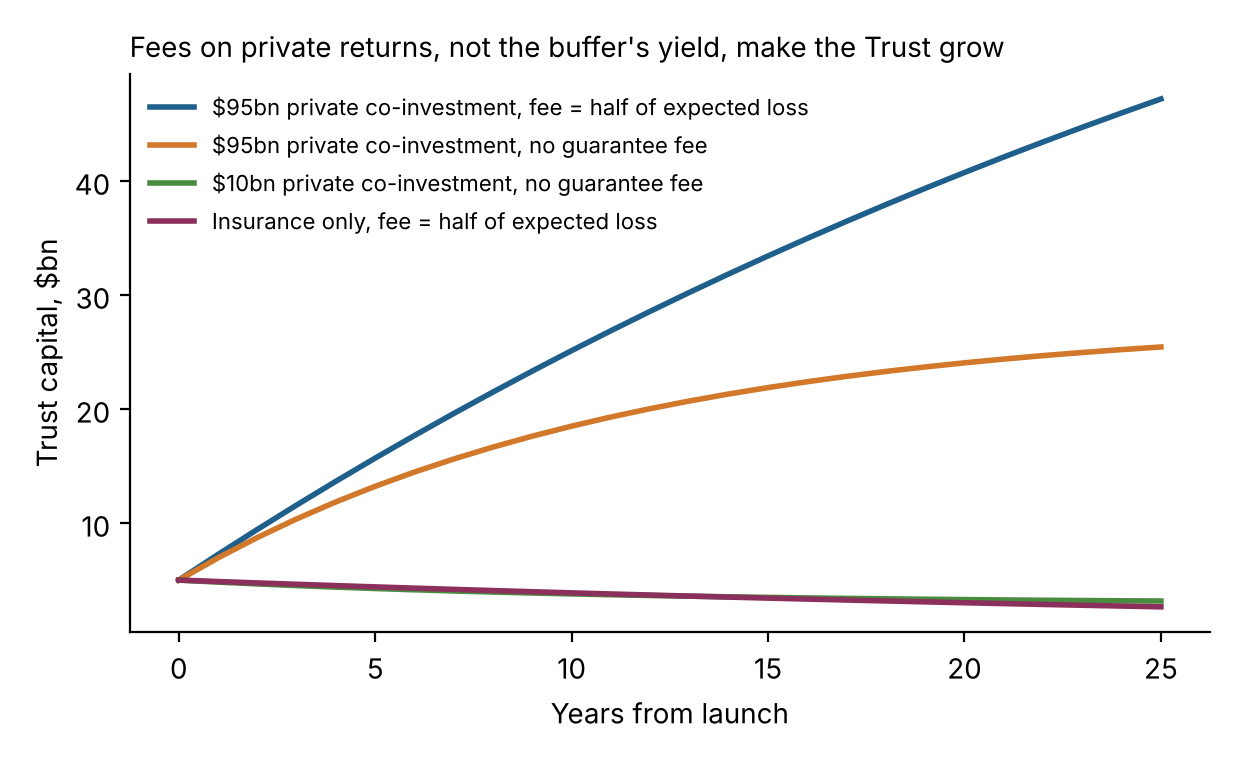 Fees on private returns, not the buffer's yield, make the Trust grow
$95bn private co-investment, fee = half of expected loss
$95bn private co-investment, no guarantee fee
$10bn private co-investment, no guarantee fee
Insurance only, fee = half of expected loss
Trust capital, $bn
40
30
20
10
0 5 10 15 20 25
Years from launch